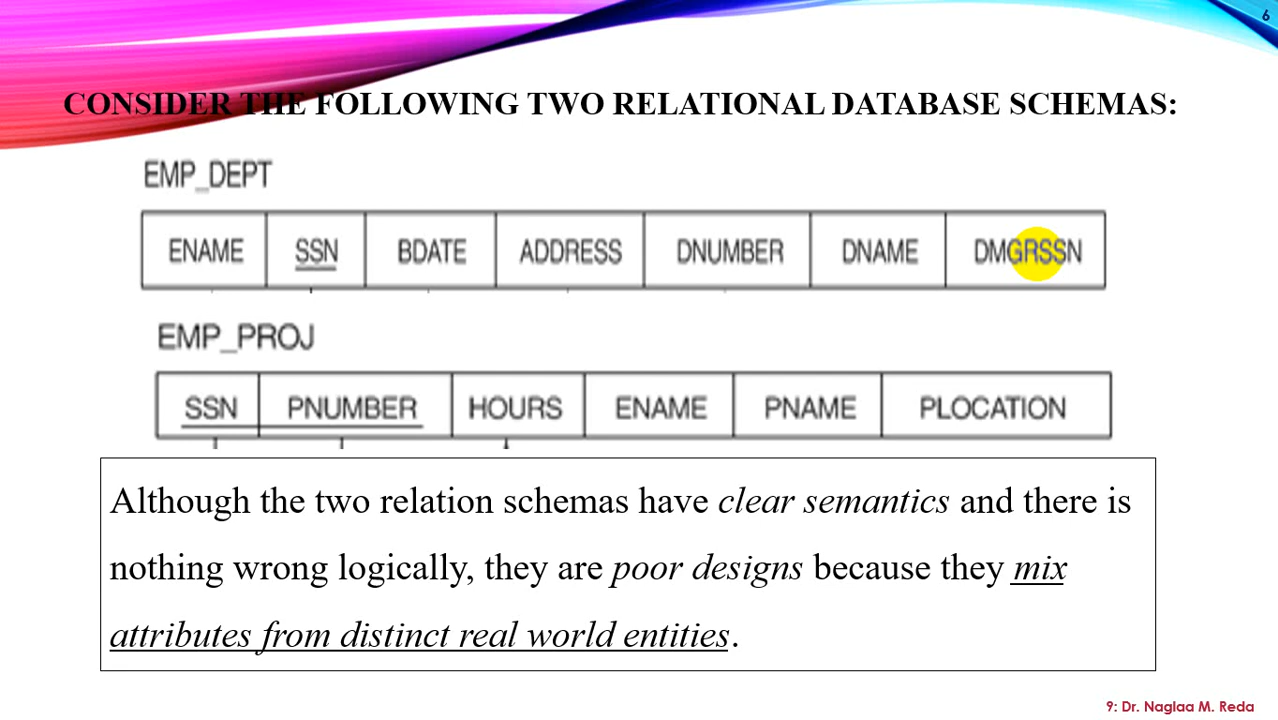 6
CONSIDER THE FOLLOWING TWO RELATIONAL DATABASE SCHEMAS:
EMP_DEPT
ENAME SSN BDATE ADDRESS DNUMBER DNAME DMGRSSN
EMP_PROJ
SSN PNUMBER HOURS ENAME PNAME PLOCATION
Although the two relation schemas have clear semantics and there is
nothing wrong logically, they are poor designs because they mix
attributes from distinct real world entities.
9: Dr. Naglaa M. Reda